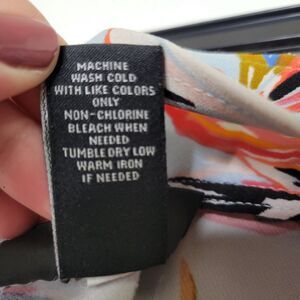 MACHINE
WASH COLD
WITH LIKE COLORS
ONLY
NON-CHLORINE
BLEACH WHEN
NEEDED
TUMBLE DRY LOW
WARM IRON
IF NEEDED